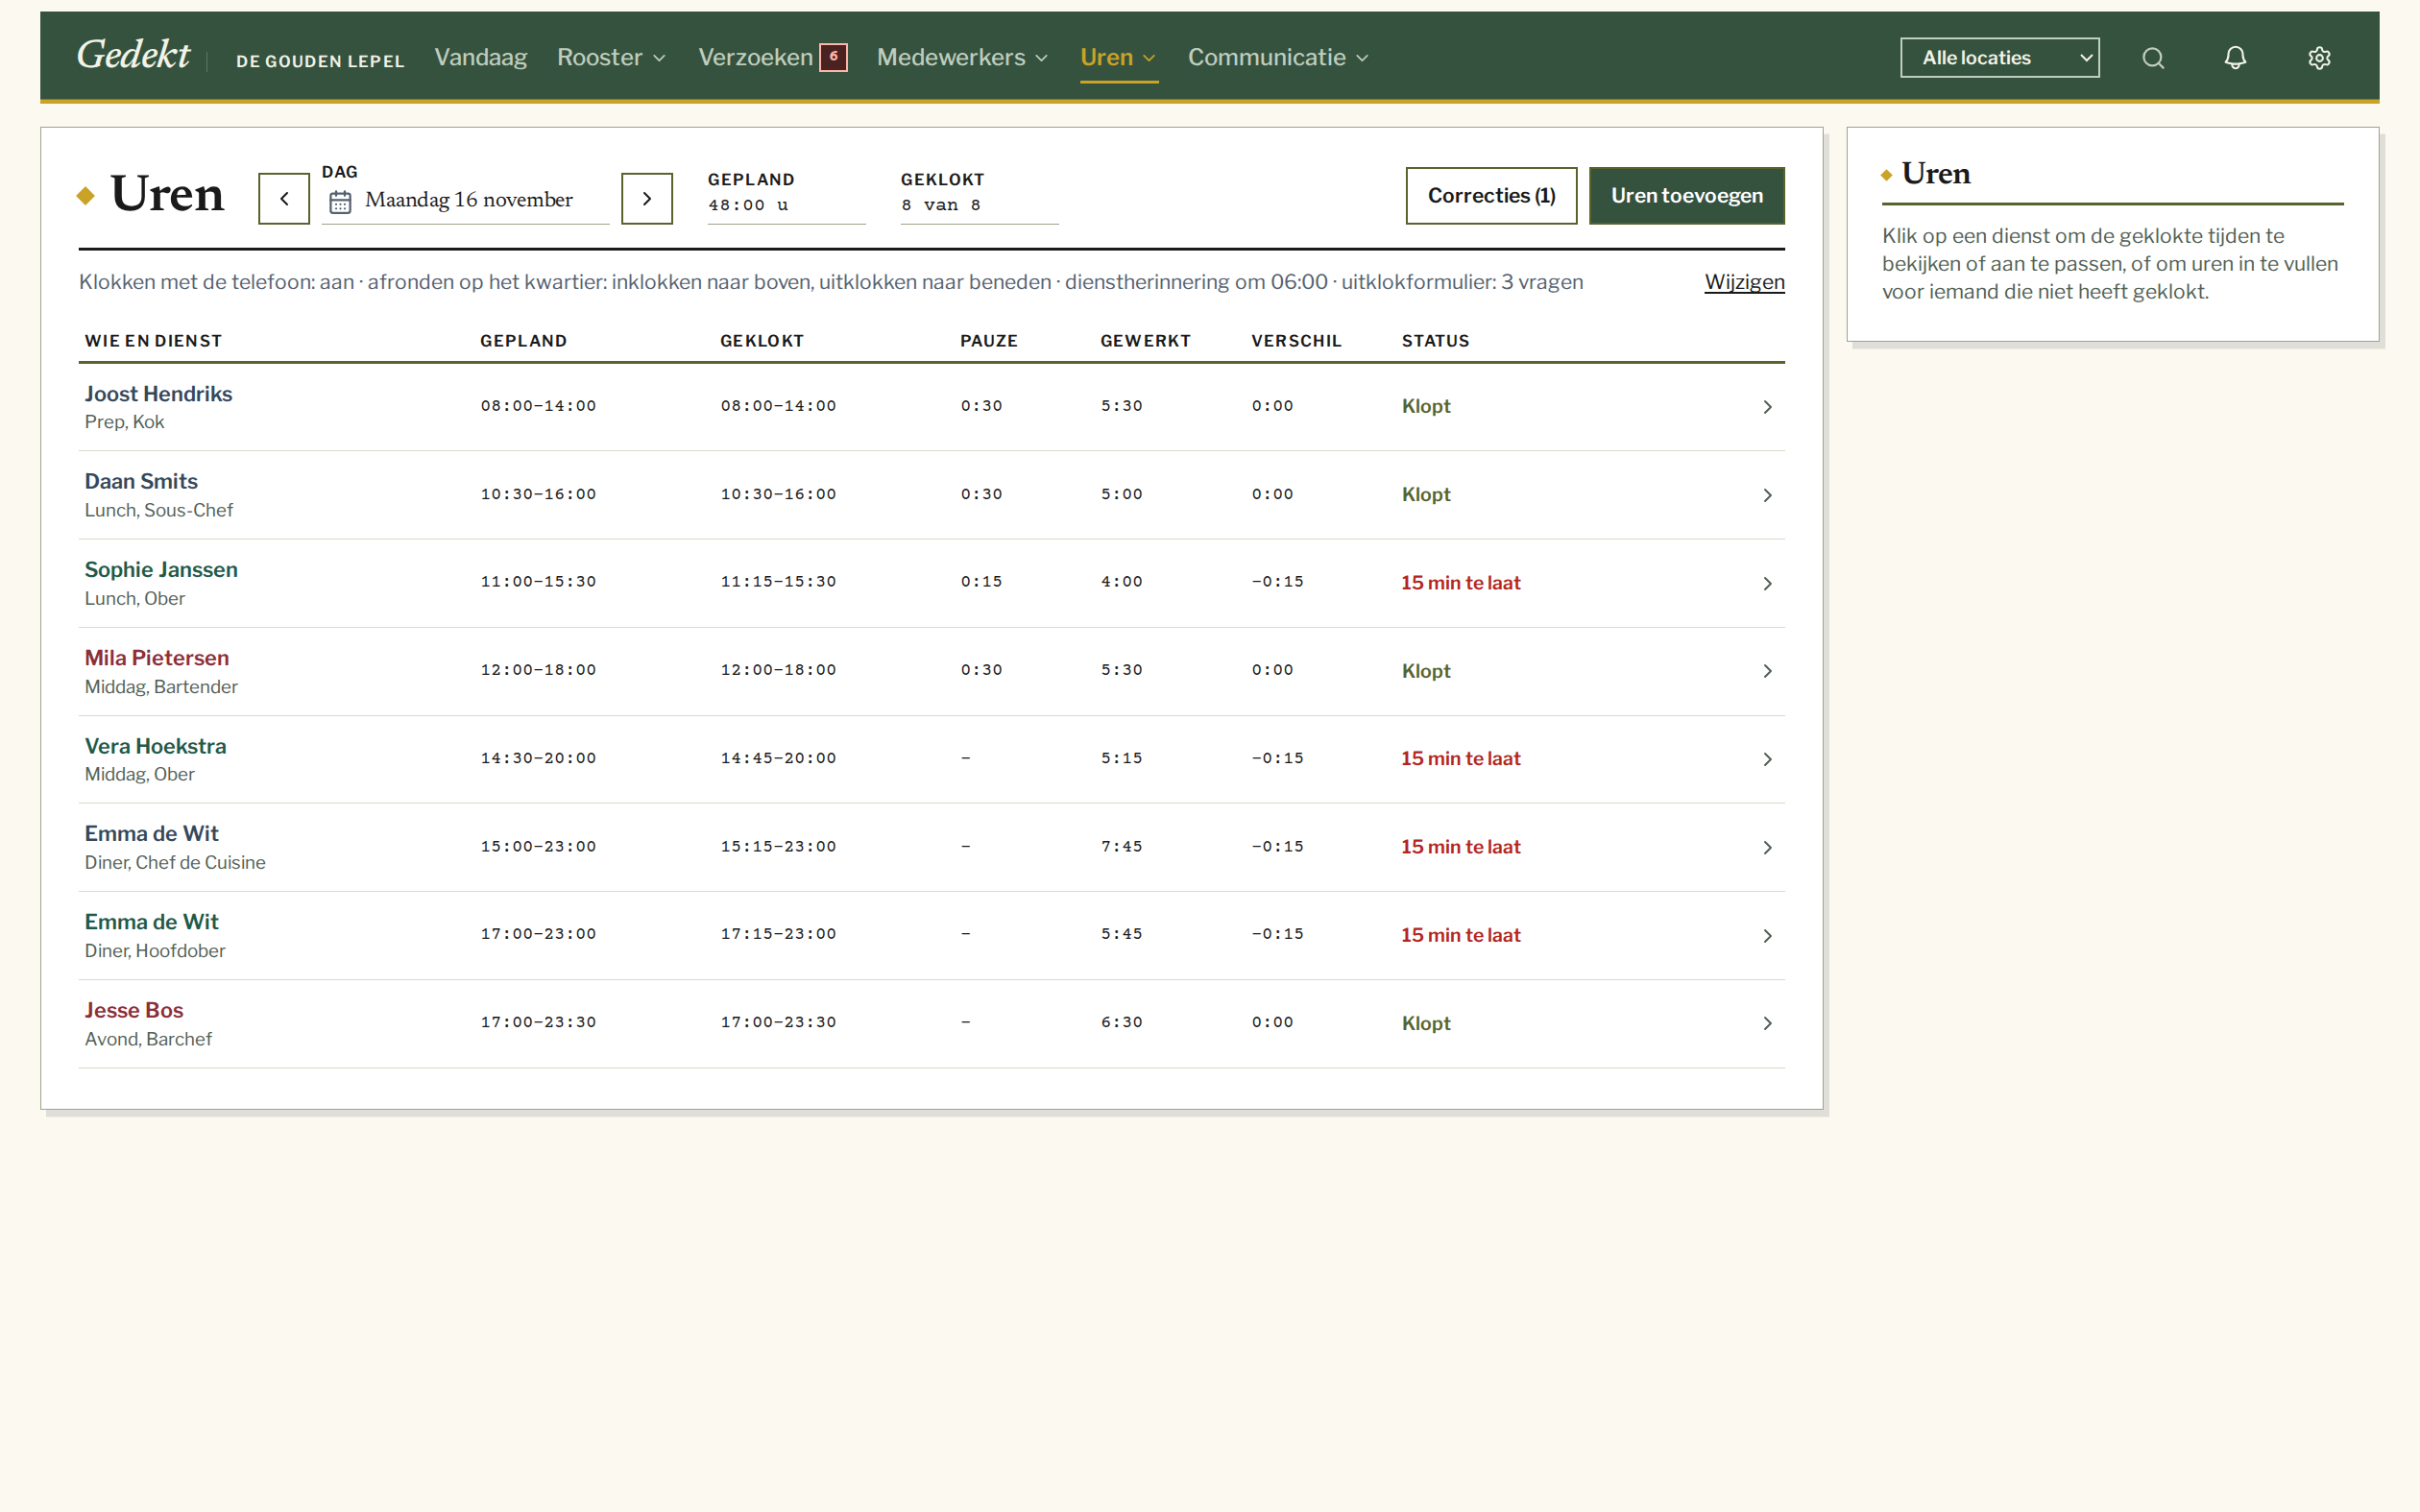 Gedekt
DE GOUDEN LEPEL
Vandaag
Rooster
Verzoeken 6
Medewerkers
Uren
Communicatie
Alle locaties
Uren
DAG
Maandag 16 november
GEPLAND
48:00 u
GEKLOKT
8 van 8
Correcties (1)
Uren toevoegen
Klokken met de telefoon: aan · afronden op het kwartier: inklokken naar boven, uitklokken naar beneden · dienstherinnering om 06:00 · uitklokformulier: 3 vragen
Wijzigen
WIE EN DIENST GEPLAND GEKLOKT PAUZE GEWERKT VERSCHIL STATUS
Joost Hendriks
Prep, Kok
08:00–14:00 08:00–14:00 0:30 5:30 0:00 Klopt
Daan Smits
Lunch, Sous-Chef
10:30–16:00 10:30–16:00 0:30 5:00 0:00 Klopt
Sophie Janssen
Lunch, Ober
11:00–15:30 11:15–15:30 0:15 4:00 −0:15 15 min te laat
Mila Pietersen
Middag, Bartender
12:00–18:00 12:00–18:00 0:30 5:30 0:00 Klopt
Vera Hoekstra
Middag, Ober
14:30–20:00 14:45–20:00 – 5:15 −0:15 15 min te laat
Emma de Wit
Diner, Chef de Cuisine
15:00–23:00 15:15–23:00 – 7:45 −0:15 15 min te laat
Emma de Wit
Diner, Hoofdober
17:00–23:00 17:15–23:00 – 5:45 −0:15 15 min te laat
Jesse Bos
Avond, Barchef
17:00–23:30 17:00–23:30 – 6:30 0:00 Klopt
Uren
Klik op een dienst om de geklokte tijden te
bekijken of aan te passen, of om uren in te vullen
voor iemand die niet heeft geklokt.